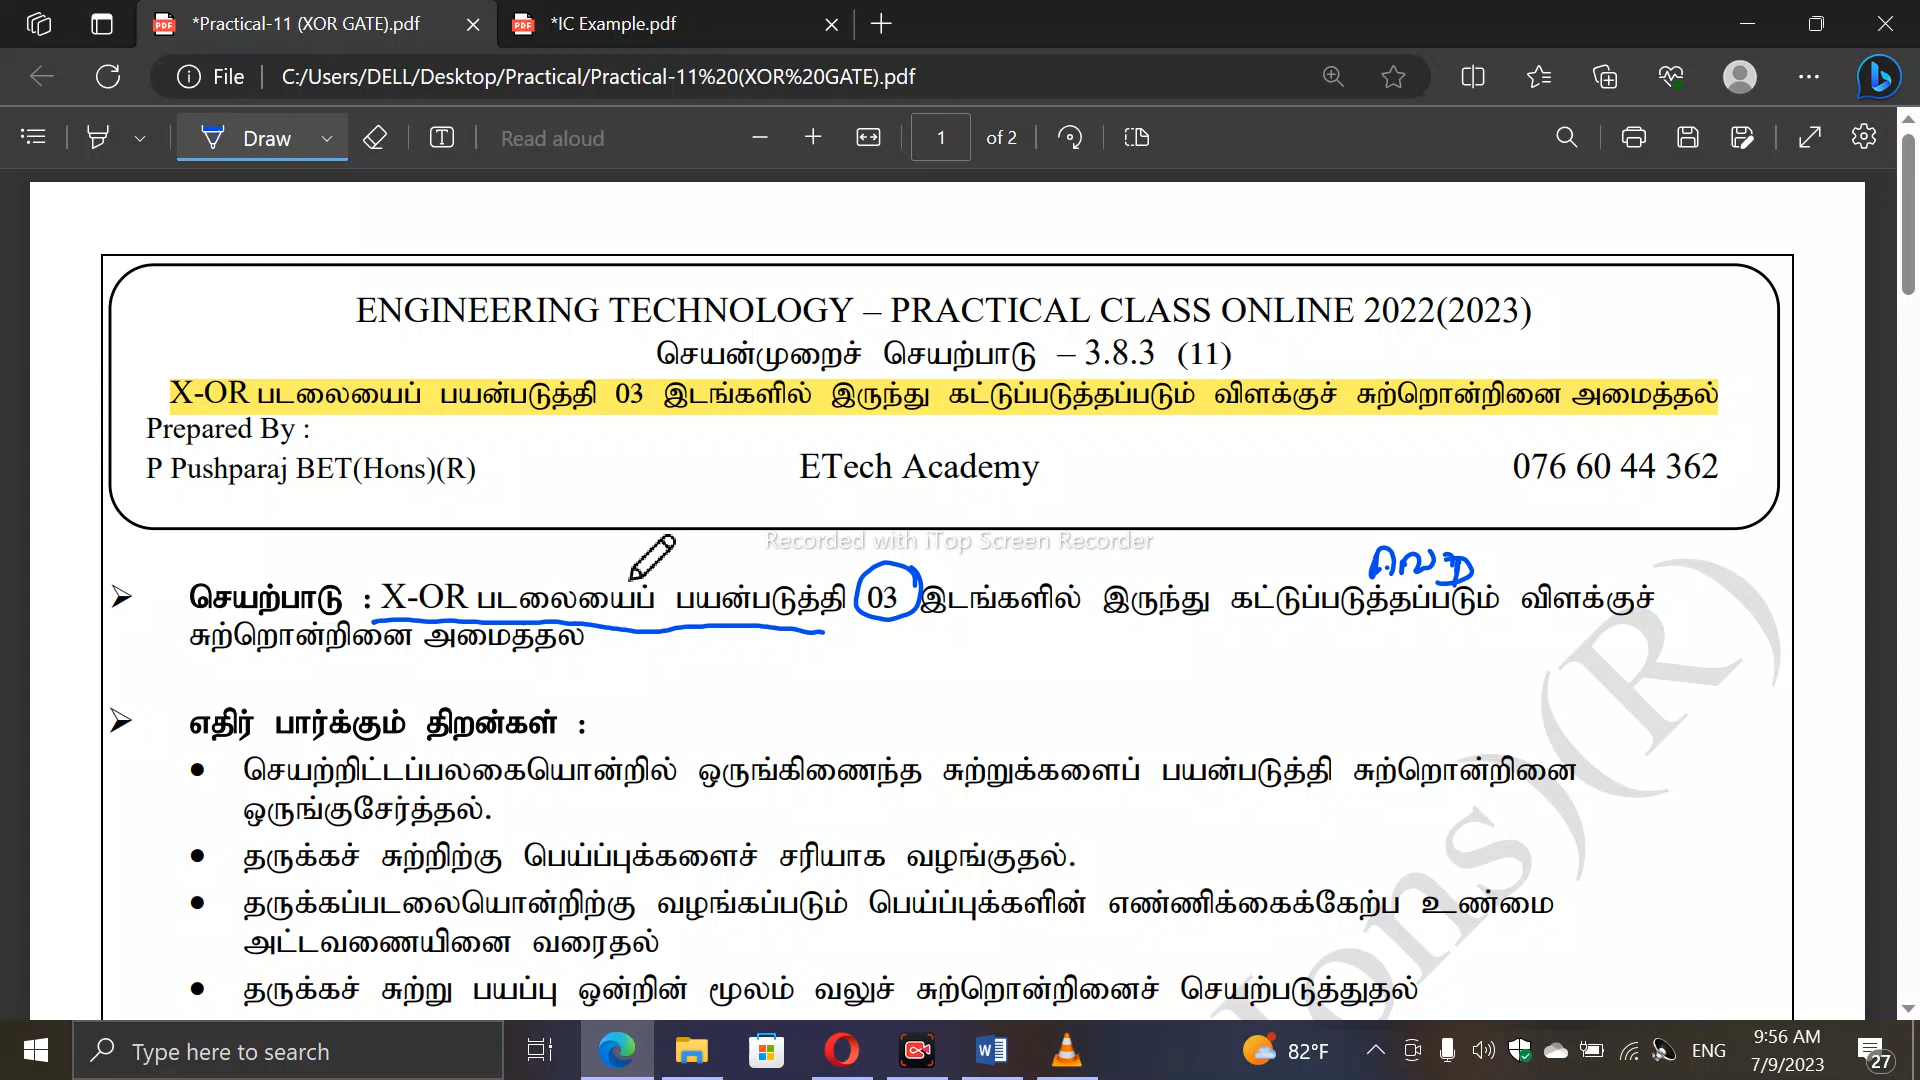 *Practical-11 (XOR GATE).pdf
*IC Example.pdf
File
C:/Users/DELL/Desktop/Practical/Practical-11%20(XOR%20GATE).pdf
Draw
Read aloud
1 of 2
ENGINEERING TECHNOLOGY – PRACTICAL CLASS ONLINE 2022(2023)
செயன்முறைச் செயற்பாடு – 3.8.3 (11)
X-OR படலையைப் பயன்படுத்தி 03 இடங்களில் இருந்து கட்டுப்படுத்தப்படும் விளக்குச் சுற்றொன்றினை அமைத்தல்
Prepared By :
P Pushparaj BET(Hons)(R) ETech Academy 076 60 44 362
Recorded with iTop Screen Recorder
செயற்பாடு : X-OR படலையைப் பயன்படுத்தி 03 இடங்களில் இருந்து கட்டுப்படுத்தப்படும் விளக்குச்
சுற்றொன்றினை அமைத்தல்
எதிர் பார்க்கும் திறன்கள் :
செயற்றிட்டப்பலகையொன்றில் ஒருங்கிணைந்த சுற்றுக்களைப் பயன்படுத்தி சுற்றொன்றினை
ஒருங்குசேர்த்தல்.
தருக்கச் சுற்றிற்கு பெய்ப்புக்களைச் சரியாக வழங்குதல்.
தருக்கப்படலையொன்றிற்கு வழங்கப்படும் பெய்ப்புக்களின் எண்ணிக்கைக்கேற்ப உண்மை
அட்டவணையினை வரைதல்
தருக்கச் சுற்று பயப்பு ஒன்றின் மூலம் வலுச் சுற்றொன்றினைச் செயற்படுத்துதல்
ons)(R)
Type here to search
82°F
ENG
9:56 AM
7/9/2023
27